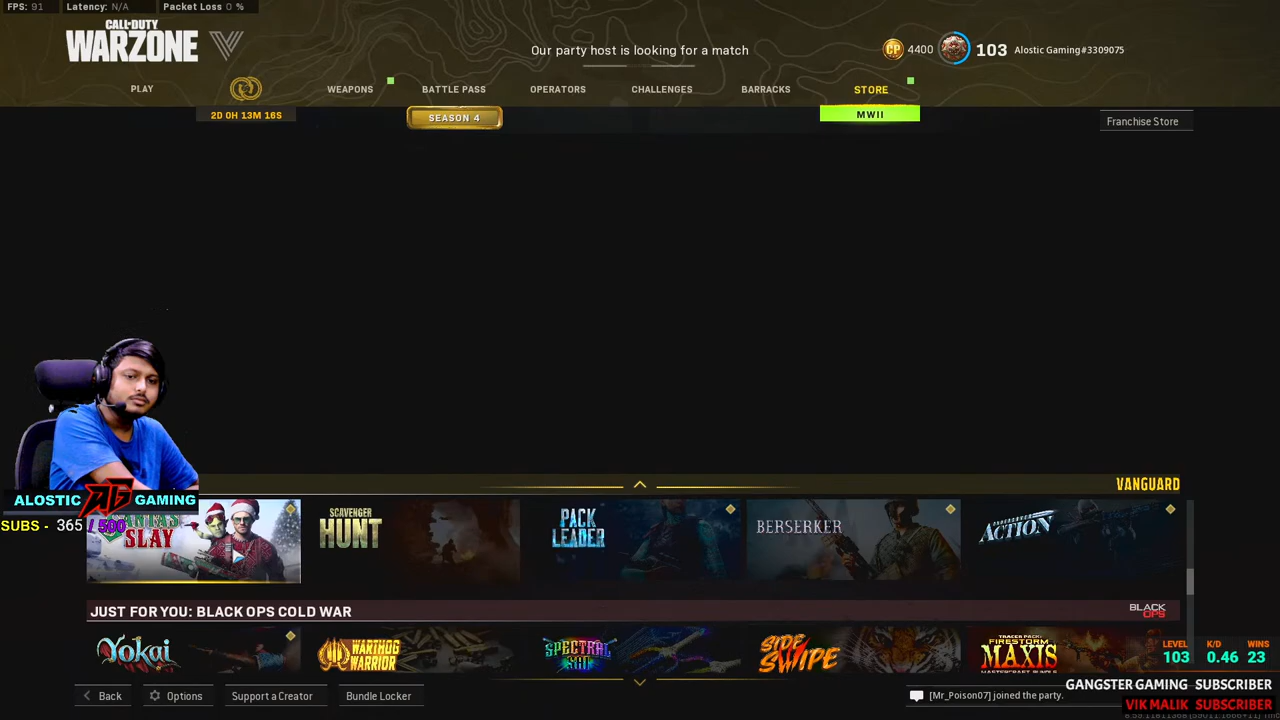 FPS: 91 Latency: N/A Packet Loss 0 %
CALL·DUTY
WARZONE
Our party host is looking for a match
CP 4400 103 Alostic Gaming#3309075
PLAY WEAPONS BATTLE PASS OPERATORS CHALLENGES BARRACKS STORE
2D 0H 13M 16S SEASON 4 MWII
Franchise Store
VANGUARD
ALOSTIC AG GAMING
SUBS - 365 / 500
SLAY
SCAVENGER
HUNT
PACK
LEADER
BERSERKER
ACTION
JUST FOR YOU: BLACK OPS COLD WAR
BLACK
OPS
Yokai
WARTHOG
WARRIOR
SPECTRAL
SIDE
SWIPE
TRACER PACK:
FIRESTORM
MAXIS
MASTERCRAFT BUNDLE
LEVEL K/D WINS
103 0.46 23
Back Options Support a Creator Bundle Locker
[Mr_Poison07] joined the party.
GANGSTER GAMING SUBSCRIBER
VIK MALIK SUBSCRIBER